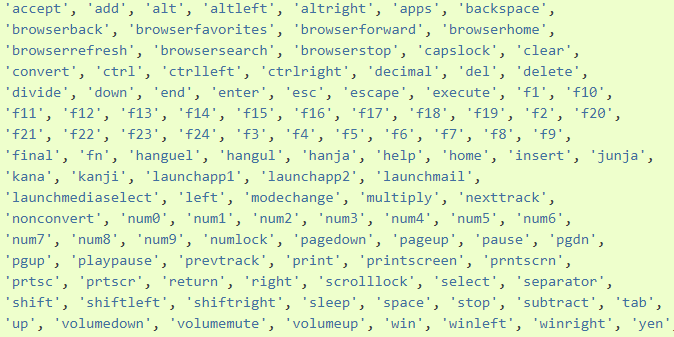 'accept', 'add', 'alt', 'altleft', 'altright', 'apps', 'backspace',
'browserback', 'browserfavorites', 'browserforward', 'browserhome',
'browserrefresh', 'browsersearch', 'browserstop', 'capslock', 'clear',
'convert', 'ctrl', 'ctrlleft', 'ctrlright', 'decimal', 'del', 'delete',
'divide', 'down', 'end', 'enter', 'esc', 'escape', 'execute', 'f1', 'f10',
'f11', 'f12', 'f13', 'f14', 'f15', 'f16', 'f17', 'f18', 'f19', 'f2', 'f20',
'f21', 'f22', 'f23', 'f24', 'f3', 'f4', 'f5', 'f6', 'f7', 'f8', 'f9',
'final', 'fn', 'hanguel', 'hangul', 'hanja', 'help', 'home', 'insert', 'junja',
'kana', 'kanji', 'launchapp1', 'launchapp2', 'launchmail',
'launchmediaselect', 'left', 'modechange', 'multiply', 'nexttrack',
'nonconvert', 'num0', 'num1', 'num2', 'num3', 'num4', 'num5', 'num6',
'num7', 'num8', 'num9', 'numlock', 'pagedown', 'pageup', 'pause', 'pgdn',
'pgup', 'playpause', 'prevtrack', 'print', 'printscreen', 'prntscrn',
'prtsc', 'prtscr', 'return', 'right', 'scrolllock', 'select', 'separator',
'shift', 'shiftleft', 'shiftright', 'sleep', 'space', 'stop', 'subtract', 'tab',
'up', 'volumedown', 'volumemute', 'volumeup', 'win', 'winleft', 'winright', 'yen',